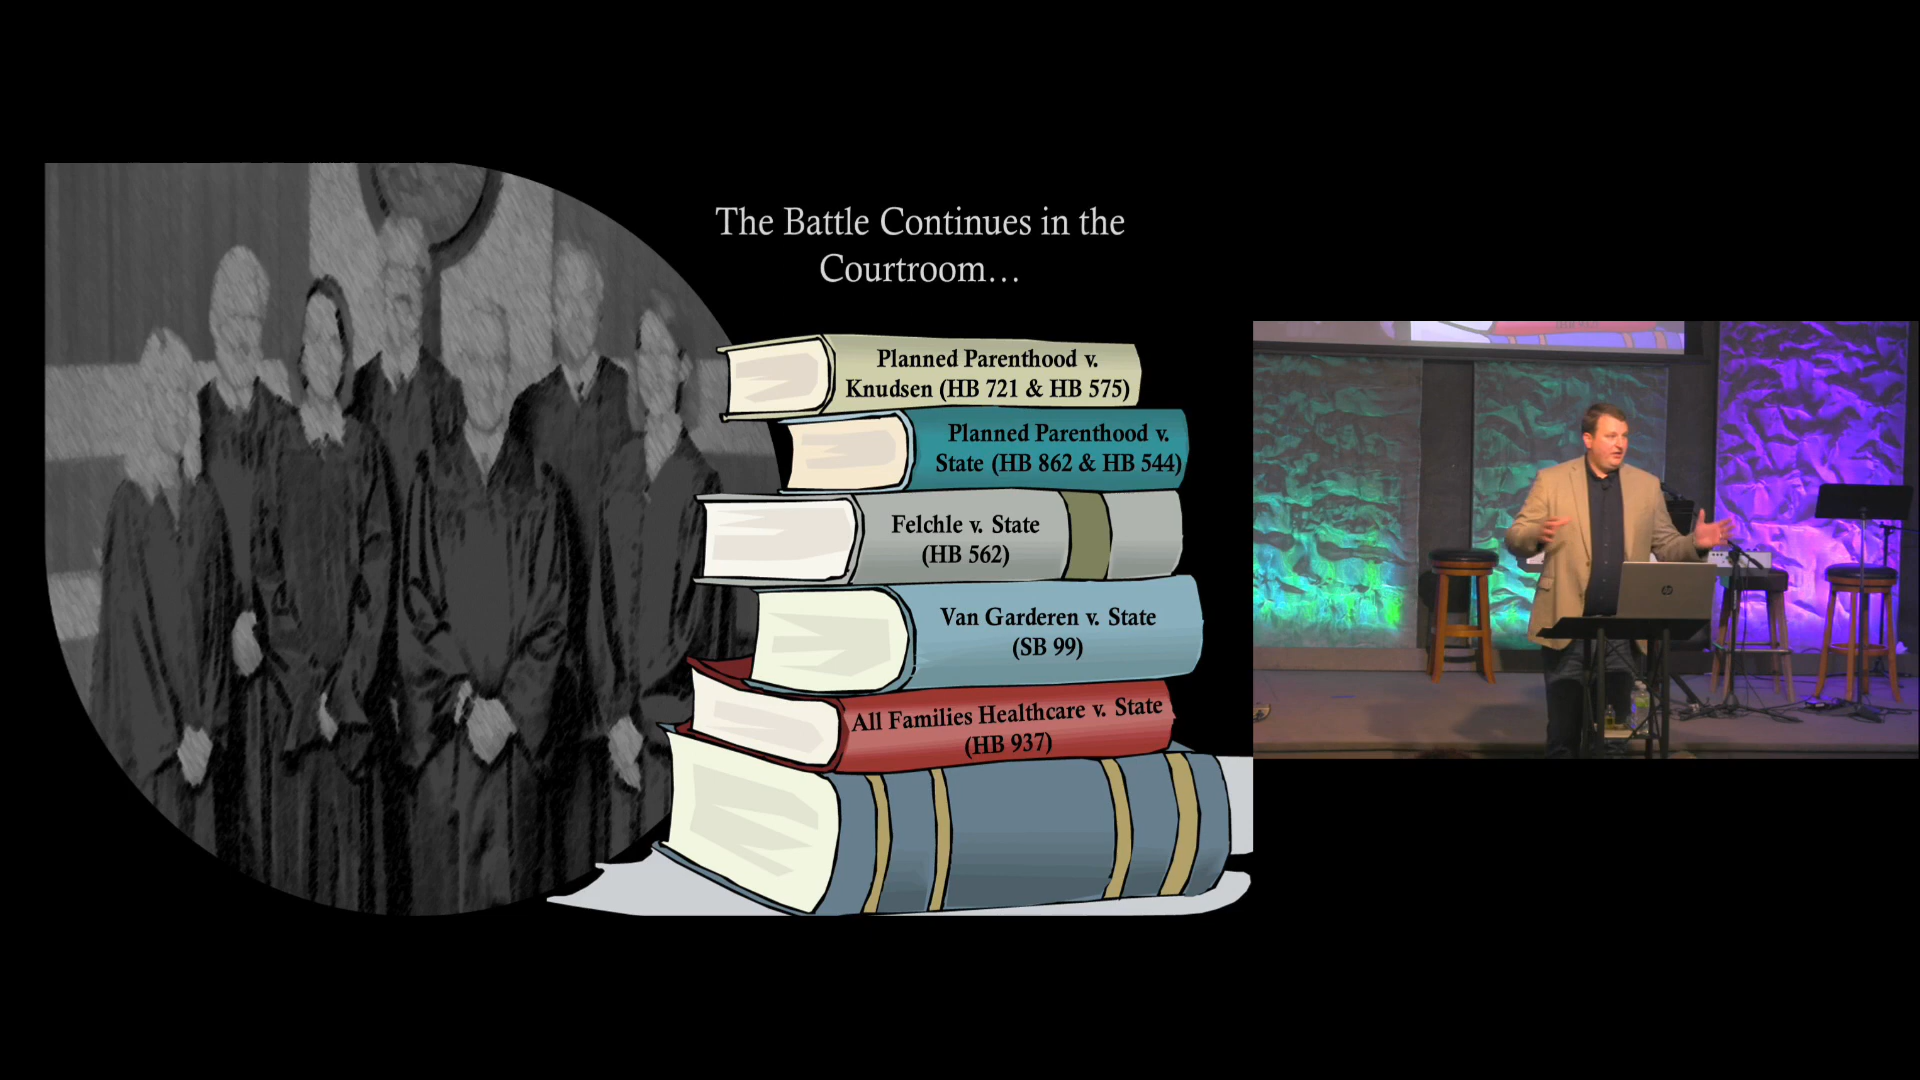 The Battle Continues in the
Courtroom…
Planned Parenthood v.
Knudsen (HB 721 & HB 575)
Planned Parenthood v.
State (HB 862 & HB 544)
Felchle v. State
(HB 562)
Van Garderen v. State
(SB 99)
All Families Healthcare v. State
(HB 937)
hp